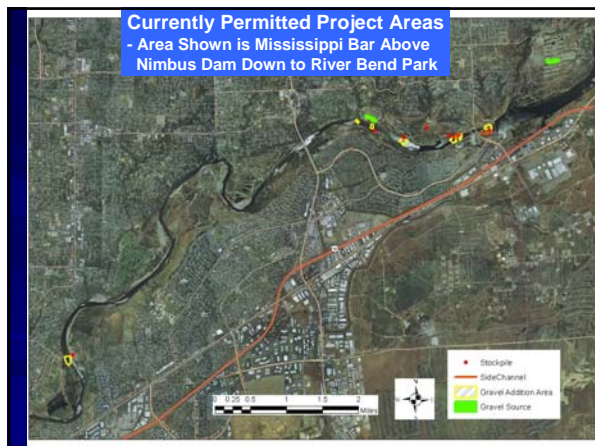 Currently Permitted Project Areas
- Area Shown is Mississippi Bar Above
Nimbus Dam Down to River Bend Park
Stockpile
SideChannel
Gravel Addition Area
Gravel Source
0 0.25 0.5 1 1.5 2
Miles
N